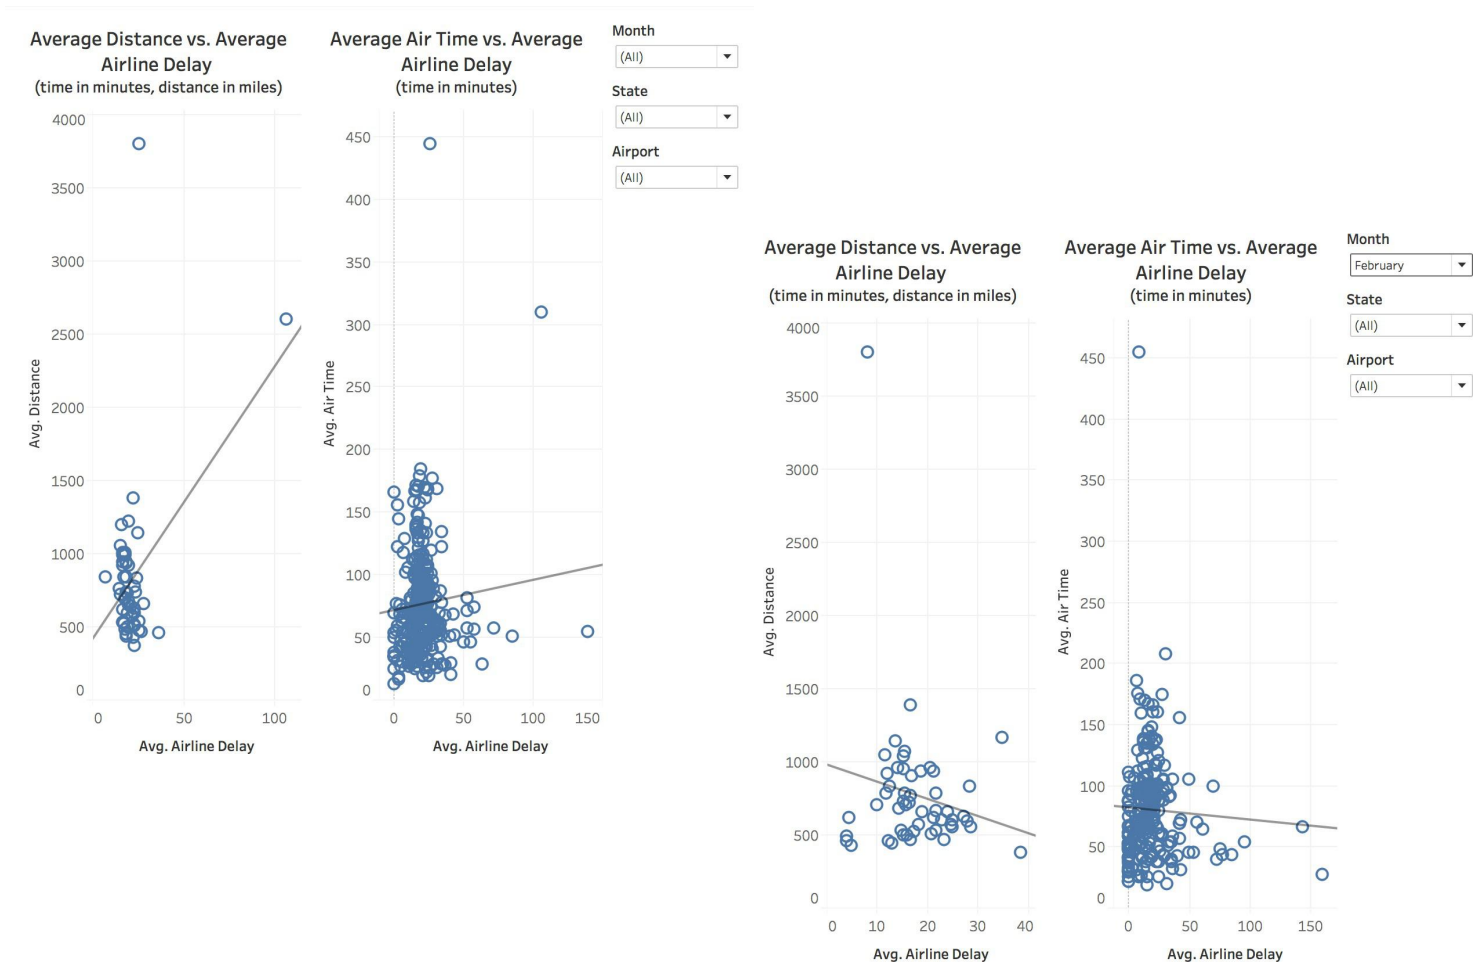 Average Distance vs. Average
Airline Delay
(time in minutes, distance in miles)
4000
3500
3000
2500
2000
1500
1000
500
0
Avg. Distance
0 50 100
Avg. Airline Delay
Average Air Time vs. Average
Airline Delay
(time in minutes)
450
400
350
300
250
200
150
100
50
0
Avg. Air Time
0 50 100 150
Avg. Airline Delay
Month
(All)
State
(All)
Airport
(All)
Average Distance vs. Average
Airline Delay
(time in minutes, distance in miles)
4000
3500
3000
2500
2000
1500
1000
500
0
Avg. Distance
0 10 20 30 40
Avg. Airline Delay
Average Air Time vs. Average
Airline Delay
(time in minutes)
450
400
350
300
250
200
150
100
50
0
Avg. Air Time
0 50 100 150
Avg. Airline Delay
Month
February
State
(All)
Airport
(All)